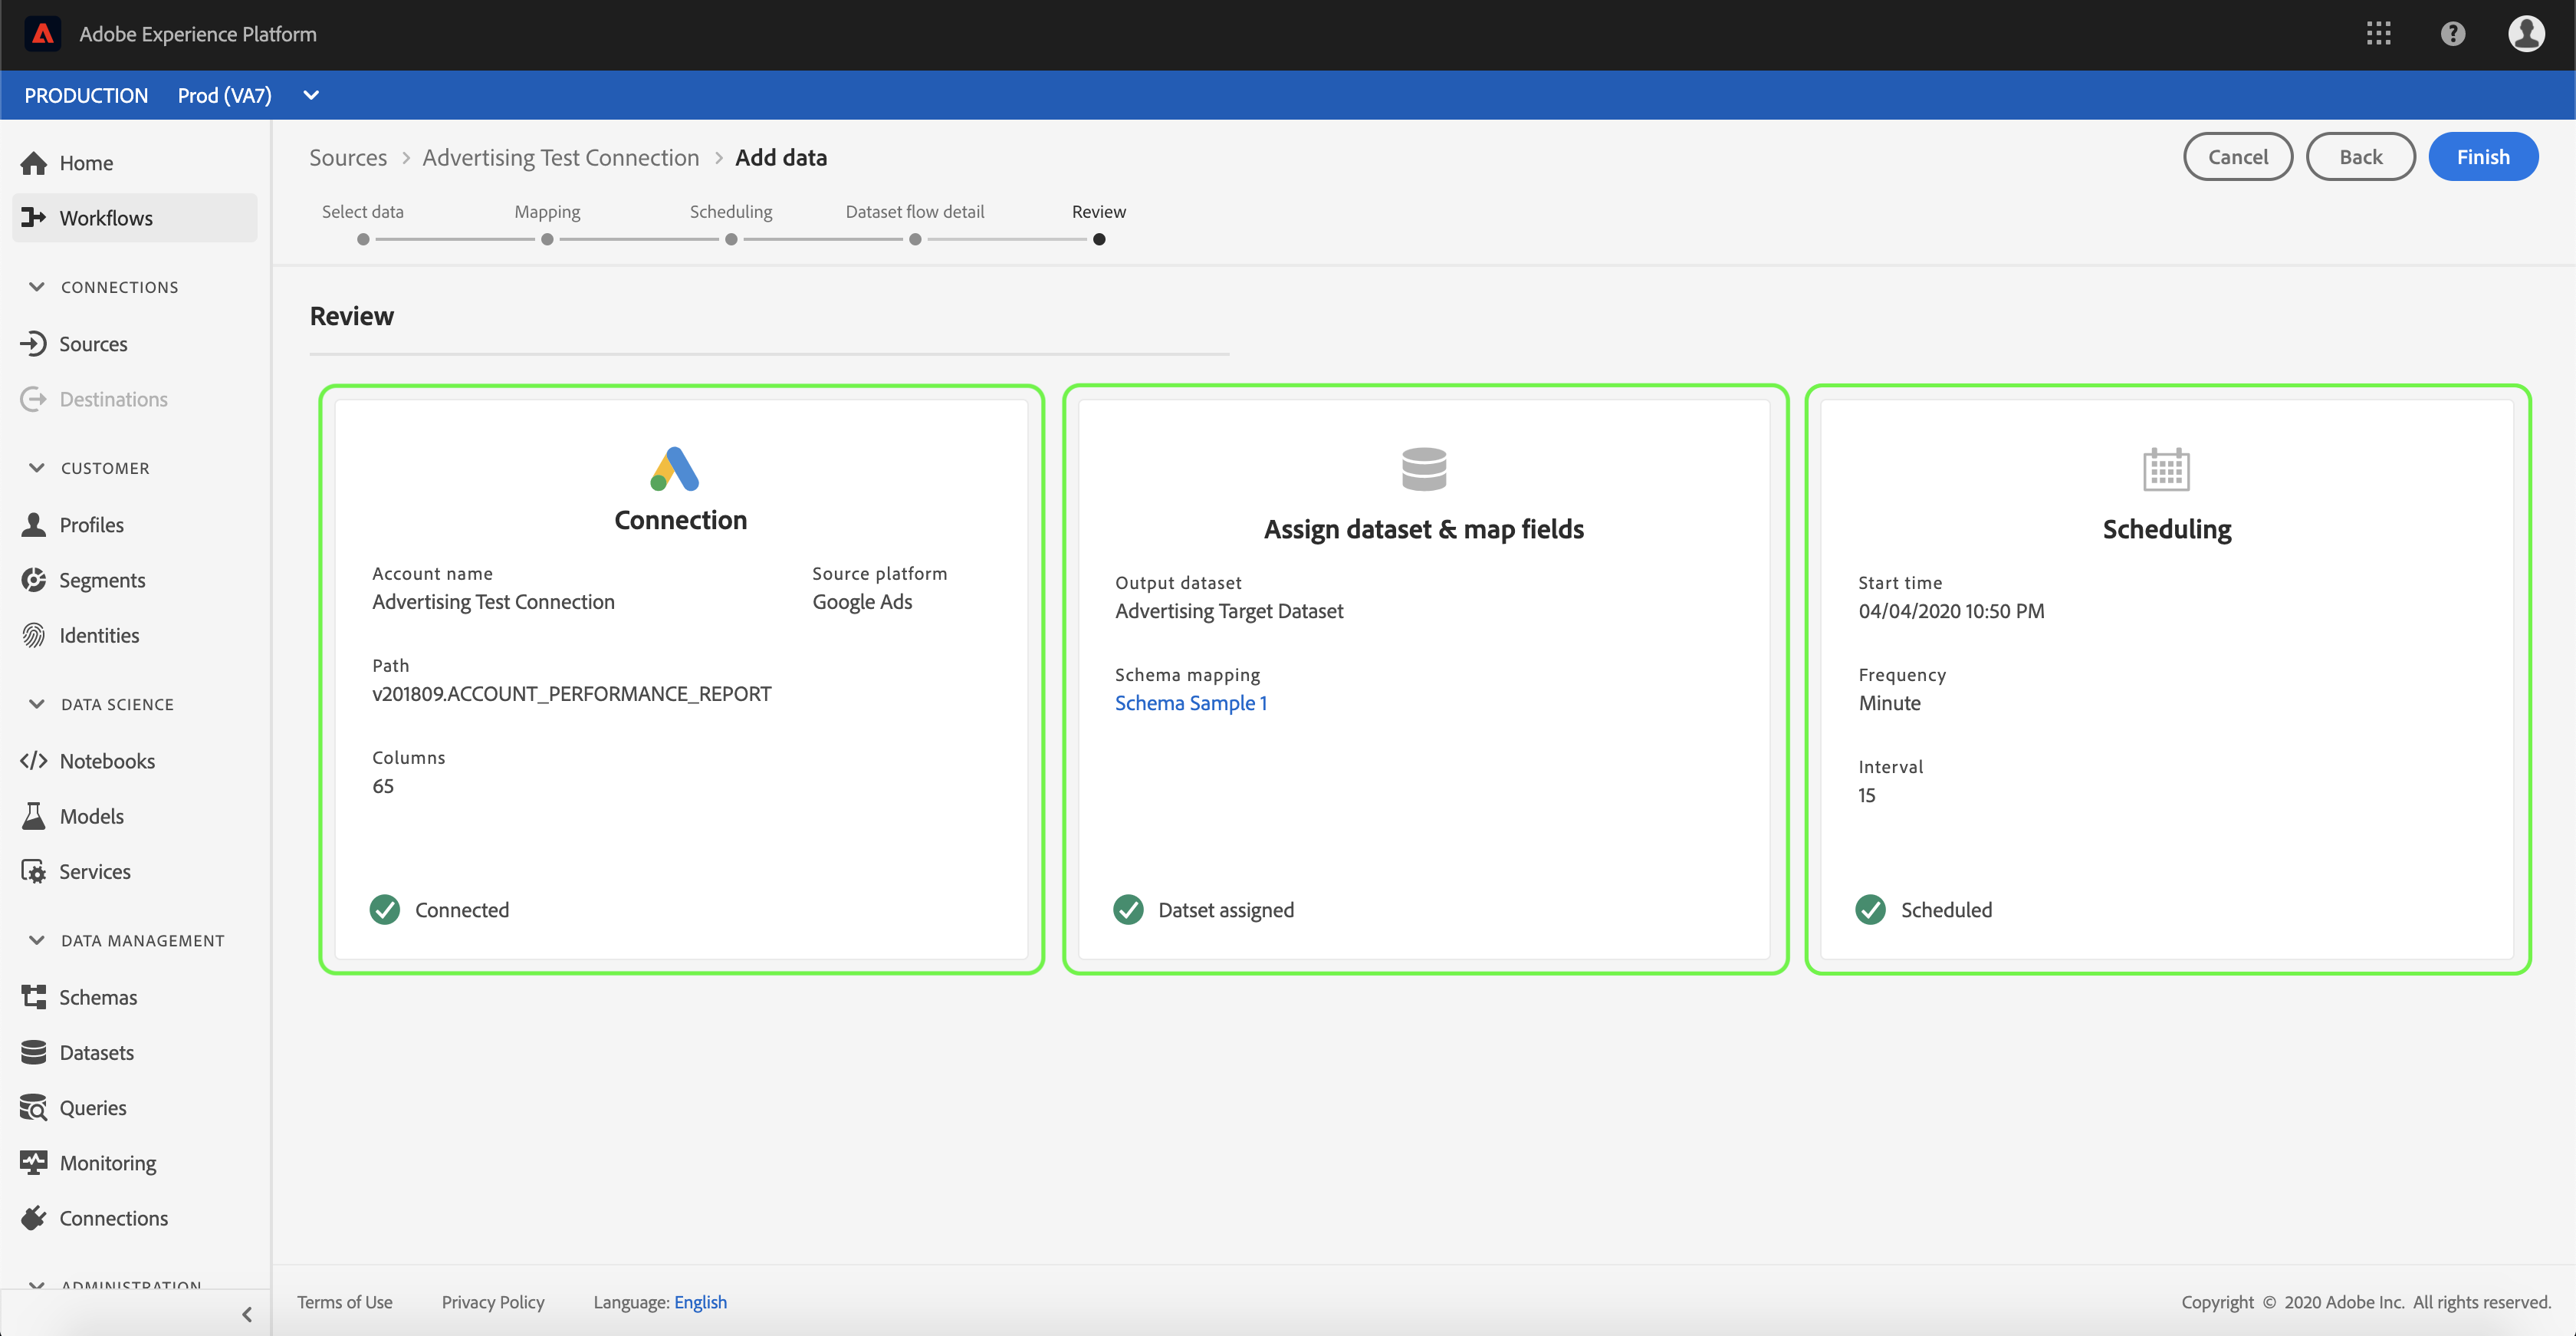 Adobe Experience Platform
PRODUCTION Prod (VA7)
Home
Workflows
CONNECTIONS
Sources
Destinations
CUSTOMER
Profiles
Segments
Identities
DATA SCIENCE
Notebooks
Models
Services
DATA MANAGEMENT
Schemas
Datasets
Queries
Monitoring
Connections
ADMINISTRATION
Sources > Advertising Test Connection > Add data
Cancel Back Finish
Select data Mapping Scheduling Dataset flow detail Review
Review
Connection
Account name Source platform
Advertising Test Connection Google Ads
Path
v201809.ACCOUNT_PERFORMANCE_REPORT
Columns
65
Connected
Assign dataset & map fields
Output dataset
Advertising Target Dataset
Schema mapping
Schema Sample 1
Datset assigned
Scheduling
Start time
04/04/2020 10:50 PM
Frequency
Minute
Interval
15
Scheduled
Terms of Use Privacy Policy Language: English Copyright © 2020 Adobe Inc. All rights reserved.